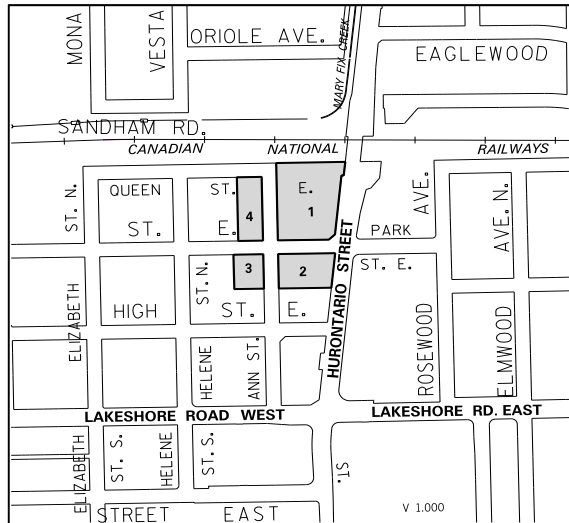 MONA
VESTA
ORIOLE AVE.
MARY FIX CREEK
EAGLEWOOD
SANDHAM RD.
CANADIAN NATIONAL RAILWAYS
QUEEN ST. E.
ST. N.
ST. E.
4
1
AVE.
AVE. N.
PARK
ST. E.
3
2
HURONTARIO STREET
ST. N.
HIGH ST. E.
ELIZABETH
HELENE
ANN ST.
ROSEWOOD
ELMWOOD
LAKESHORE ROAD WEST
LAKESHORE RD. EAST
ELIZABETH
ST. S.
HELENE
ST. S.
ST.
STREET EAST
V 1.000